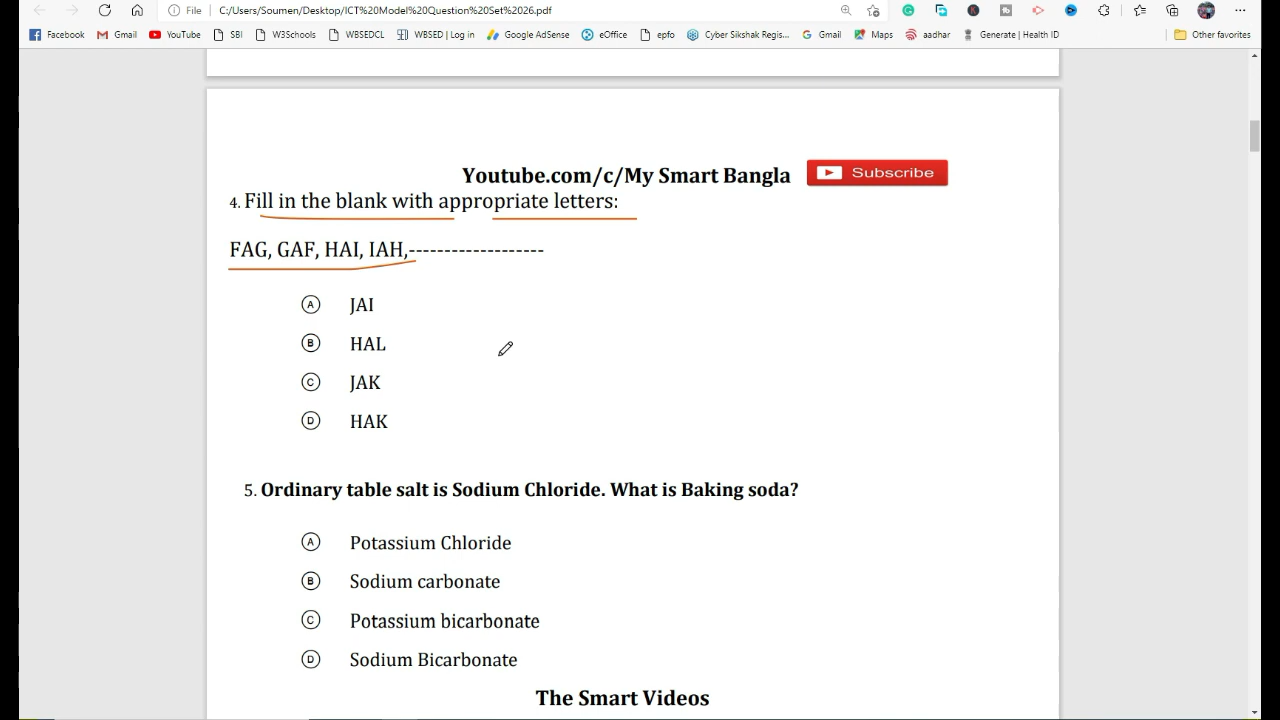 File
C:/Users/Soumen/Desktop/ICT%20Model%20Question%20Set%2026.pdf
Facebook Gmail YouTube SBI W3Schools WBSEDCL WBSED | Log in Google AdSense eOffice epfo Cyber Sikshak Regis... Gmail Maps aadhar Generate | Health ID Other favorites
Youtube.com/c/My Smart Bangla Subscribe
4. Fill in the blank with appropriate letters:
FAG, GAF, HAI, IAH,-------------------
A JAI
B HAL
C JAK
D HAK
5. Ordinary table salt is Sodium Chloride. What is Baking soda?
A Potassium Chloride
B Sodium carbonate
C Potassium bicarbonate
D Sodium Bicarbonate
The Smart Videos